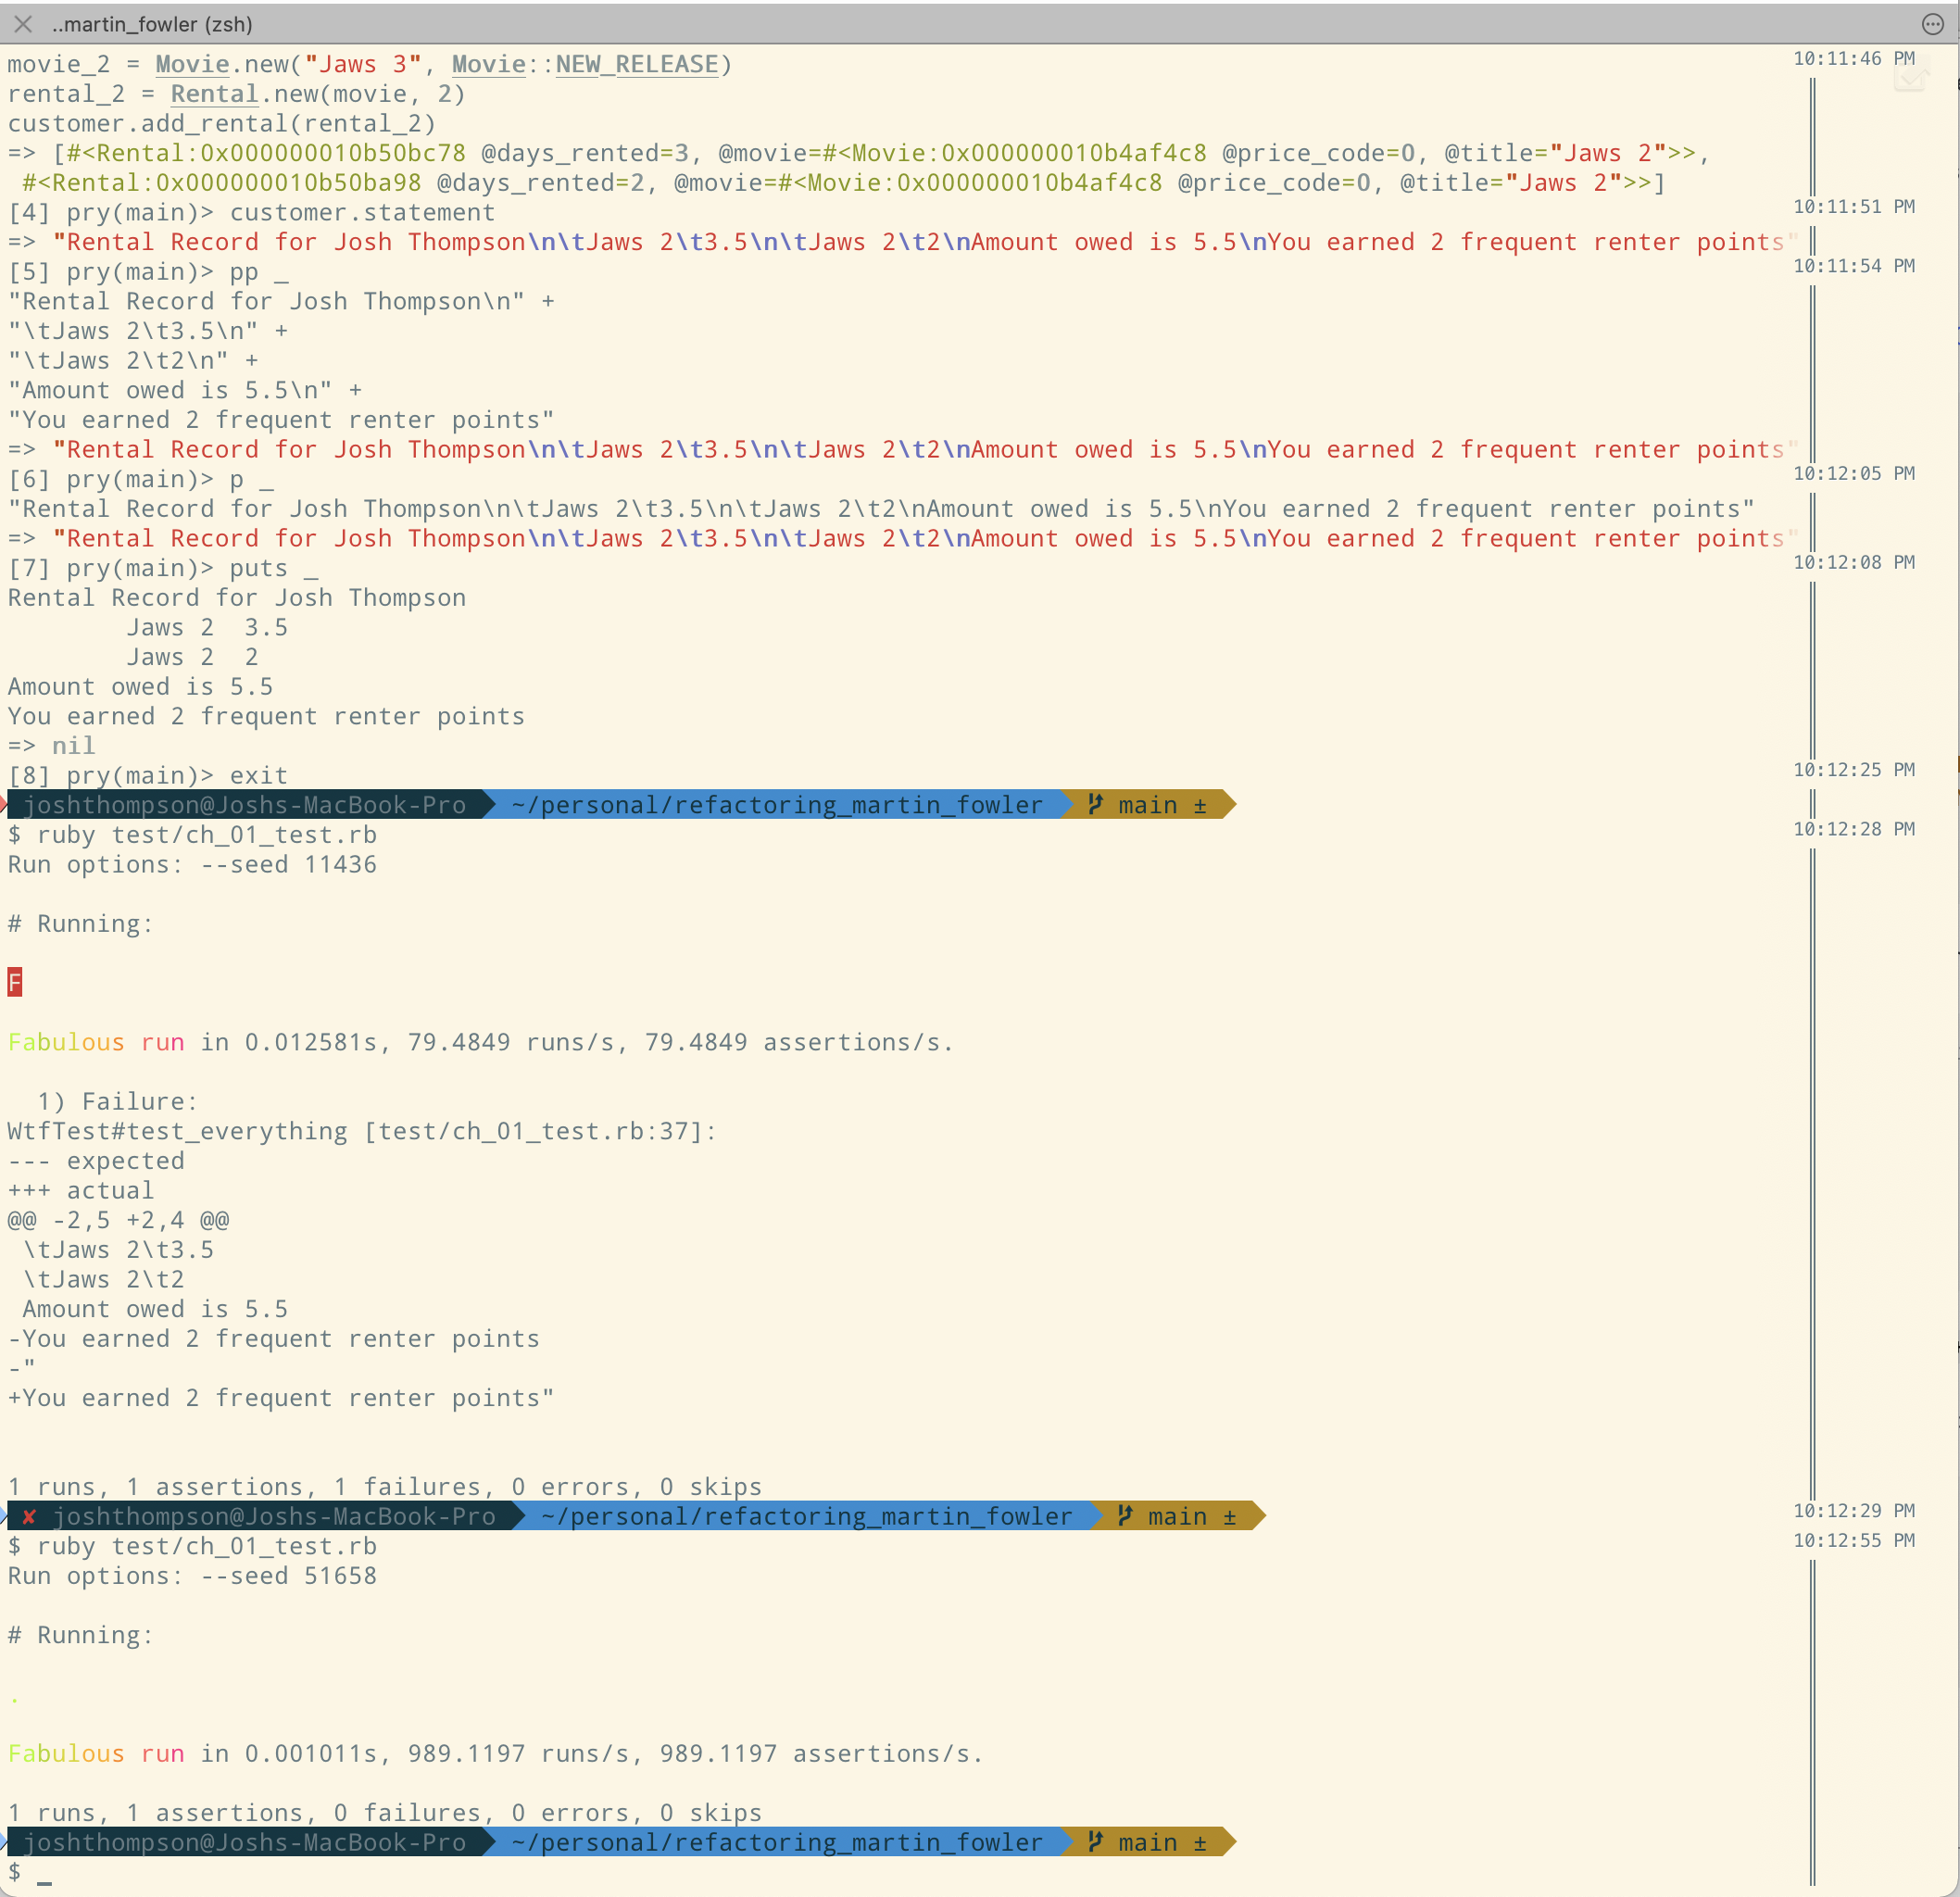 ..martin_fowler (zsh)
movie_2 = Movie.new("Jaws 3", Movie::NEW_RELEASE) 10:11:46 PM
rental_2 = Rental.new(movie, 2)
customer.add_rental(rental_2)
=> [#<Rental:0x000000010b50bc78 @days_rented=3, @movie=#<Movie:0x000000010b4af4c8 @price_code=0, @title="Jaws 2">>,
 #<Rental:0x000000010b50ba98 @days_rented=2, @movie=#<Movie:0x000000010b4af4c8 @price_code=0, @title="Jaws 2">>]
[4] pry(main)> customer.statement 10:11:51 PM
=> "Rental Record for Josh Thompson\n\tJaws 2\t3.5\n\tJaws 2\t2\nAmount owed is 5.5\nYou earned 2 frequent renter points"
[5] pry(main)> pp _ 10:11:54 PM
"Rental Record for Josh Thompson\n" +
"\tJaws 2\t3.5\n" +
"\tJaws 2\t2\n" +
"Amount owed is 5.5\n" +
"You earned 2 frequent renter points"
=> "Rental Record for Josh Thompson\n\tJaws 2\t3.5\n\tJaws 2\t2\nAmount owed is 5.5\nYou earned 2 frequent renter points"
[6] pry(main)> p _ 10:12:05 PM
"Rental Record for Josh Thompson\n\tJaws 2\t3.5\n\tJaws 2\t2\nAmount owed is 5.5\nYou earned 2 frequent renter points"
=> "Rental Record for Josh Thompson\n\tJaws 2\t3.5\n\tJaws 2\t2\nAmount owed is 5.5\nYou earned 2 frequent renter points"
[7] pry(main)> puts _ 10:12:08 PM
Rental Record for Josh Thompson
        Jaws 2  3.5
        Jaws 2  2
Amount owed is 5.5
You earned 2 frequent renter points
=> nil
[8] pry(main)> exit 10:12:25 PM
joshthompson@Joshs-MacBook-Pro ~/personal/refactoring_martin_fowler main ±
$ ruby test/ch_01_test.rb 10:12:28 PM
Run options: --seed 11436
# Running:
F
Fabulous run in 0.012581s, 79.4849 runs/s, 79.4849 assertions/s.
  1) Failure:
WtfTest#test_everything [test/ch_01_test.rb:37]:
--- expected
+++ actual
@@ -2,5 +2,4 @@
 \tJaws 2\t3.5
 \tJaws 2\t2
 Amount owed is 5.5
-You earned 2 frequent renter points
-"
+You earned 2 frequent renter points"
1 runs, 1 assertions, 1 failures, 0 errors, 0 skips
✘ joshthompson@Joshs-MacBook-Pro ~/personal/refactoring_martin_fowler main ± 10:12:29 PM
$ ruby test/ch_01_test.rb 10:12:55 PM
Run options: --seed 51658
# Running:
.
Fabulous run in 0.001011s, 989.1197 runs/s, 989.1197 assertions/s.
1 runs, 1 assertions, 0 failures, 0 errors, 0 skips
joshthompson@Joshs-MacBook-Pro ~/personal/refactoring_martin_fowler main ±
$ _